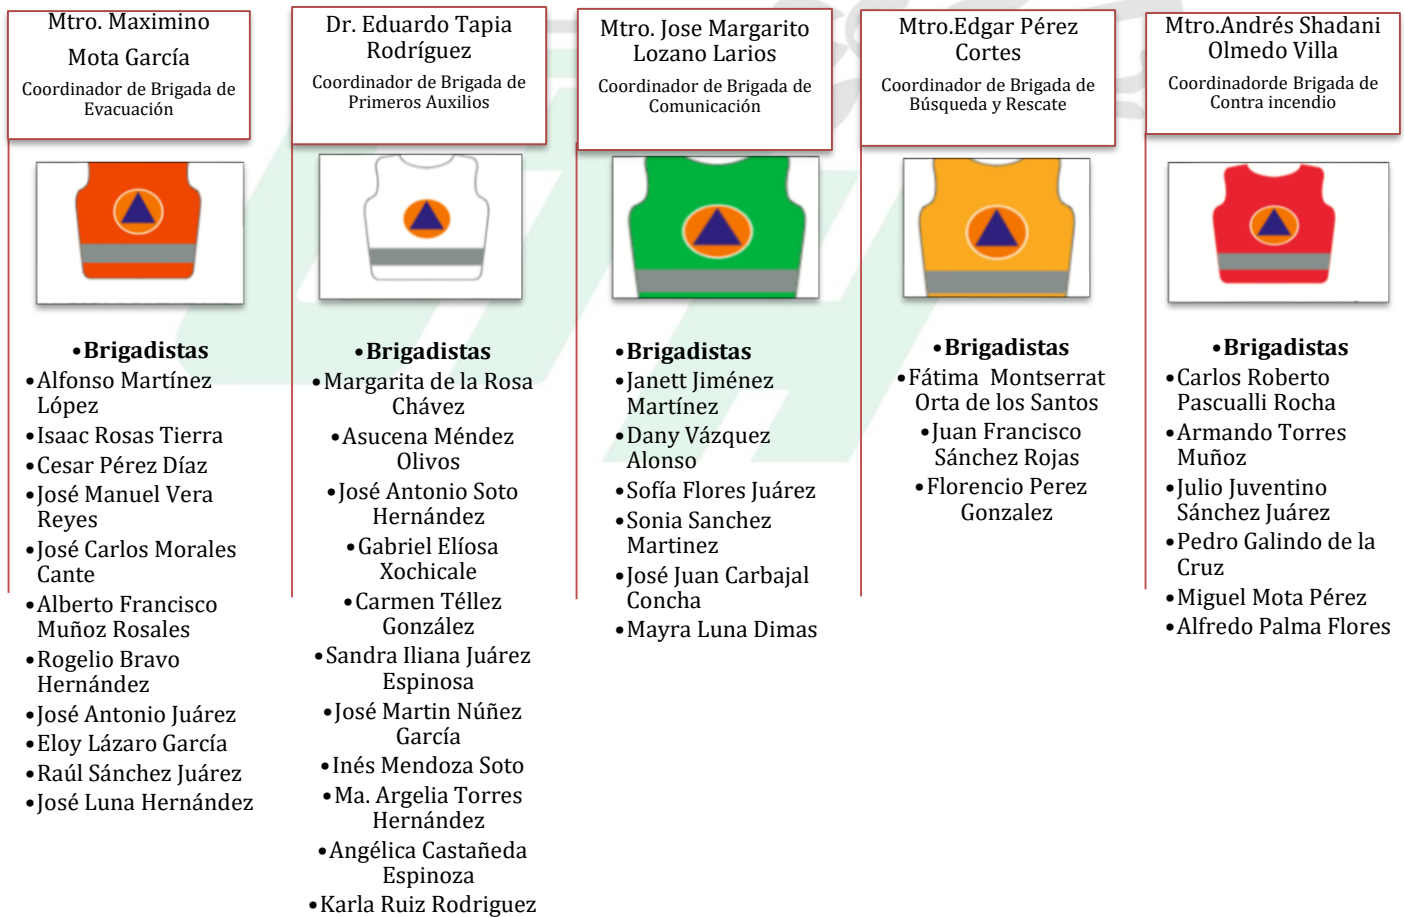 Mtro. Maximino
Mota García
Coordinador de Brigada de
Evacuación
•Brigadistas
•Alfonso Martínez
López
•Isaac Rosas Tierra
•Cesar Pérez Díaz
•José Manuel Vera
Reyes
•José Carlos Morales
Cante
•Alberto Francisco
Muñoz Rosales
•Rogelio Bravo
Hernández
•José Antonio Juárez
•Eloy Lázaro García
•Raúl Sánchez Juárez
•José Luna Hernández
Dr. Eduardo Tapia
Rodríguez
Coordinador de Brigada de
Primeros Auxilios
•Brigadistas
•Margarita de la Rosa
Chávez
•Asucena Méndez
Olivos
•José Antonio Soto
Hernández
•Gabriel Elíosa
Xochicale
•Carmen Téllez
González
•Sandra Iliana Juárez
Espinosa
•José Martin Núñez
García
•Inés Mendoza Soto
•Ma. Argelia Torres
Hernández
•Angélica Castañeda
Espinoza
•Karla Ruiz Rodriguez
Mtro. Jose Margarito
Lozano Larios
Coordinador de Brigada de
Comunicación
•Brigadistas
•Janett Jiménez
Martínez
•Dany Vázquez
Alonso
•Sofía Flores Juárez
•Sonia Sanchez
Martinez
•José Juan Carbajal
Concha
•Mayra Luna Dimas
Mtro.Edgar Pérez
Cortes
Coordinador de Brigada de
Búsqueda y Rescate
•Brigadistas
•Fátima  Montserrat
Orta de los Santos
•Juan Francisco
Sánchez Rojas
•Florencio Perez
Gonzalez
Mtro.Andrés Shadani
Olmedo Villa
Coordinadorde Brigada de
Contra incendio
•Brigadistas
•Carlos Roberto
Pascualli Rocha
•Armando Torres
Muñoz
•Julio Juventino
Sánchez Juárez
•Pedro Galindo de la
Cruz
•Miguel Mota Pérez
•Alfredo Palma Flores